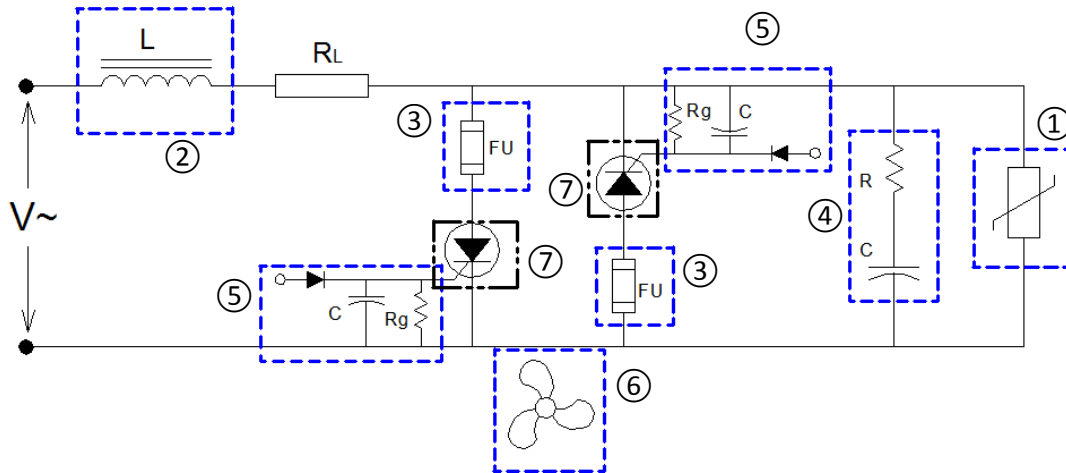 L
②
RL
③
FU
⑤
Rg
C
①
⑦
R
④
C
V~
⑦
③
FU
⑤
C
Rg
⑥